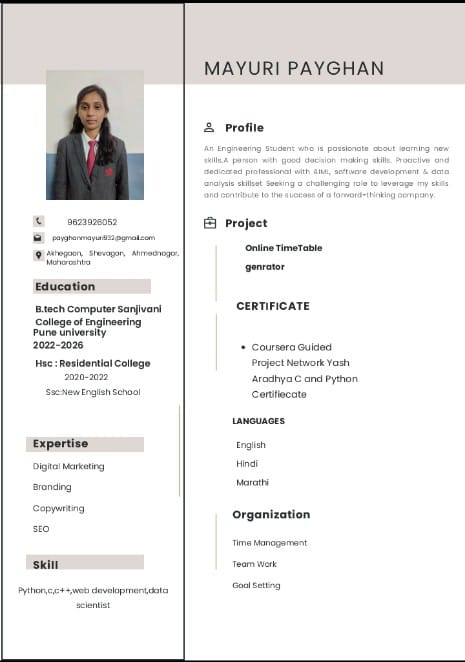 MAYURI PAYGHAN
9623926052
payghanmayuri932@gmail.com
Akhegaon, Shevagan, Ahmednagar,
Maharashtra
Education
B.tech Computer Sanjivani
College of Engineering
Pune university
2022-2026
Hsc : Residential College
2020-2022
Ssc:New English School
Expertise
Digital Marketing
Branding
Copywriting
SEO
Skill
Python,c,c++,web development,data
scientist
Profile
An Engineering Student who is passionate about learning new
skills.A person with good decision making skills. Proactive and
dedicated professional with AIML, software development & data
analysis skillset Seeking a challenging role to leverage my skills
and contribute to the success of a forward-thinking company.
Project
Online TimeTable
genrator
CERTIFICATE
• Coursera Guided
Project Network Yash
Aradhya C and Python
Certifiecate
LANGUAGES
English
Hindi
Marathi
Organization
Time Management
Team Work
Goal Setting